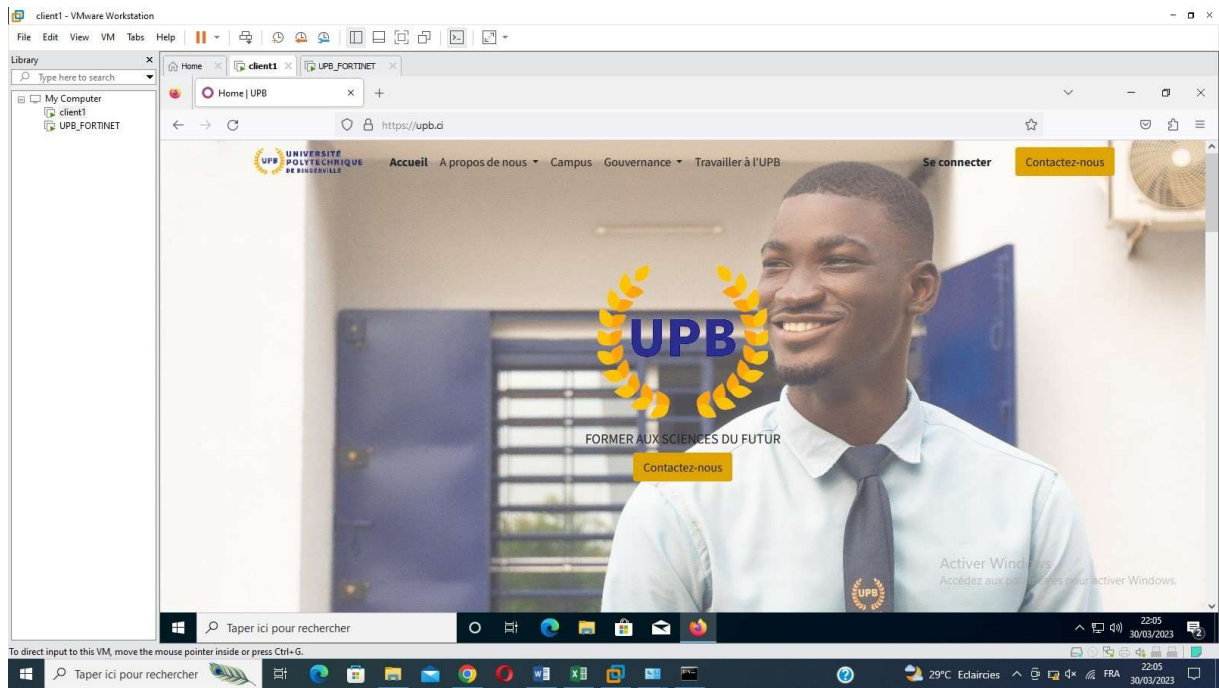 client1 - VMware Workstation
File Edit View VM Tabs Help
Library
Type here to search
My Computer
client1
UPB_FORTINET
Home
client1
UPB_FORTINET
Home | UPB
https://upb.ci
UPB
UNIVERSITÉ
POLYTECHNIQUE
DE BINGERVILLE
Accueil A propos de nous Campus Gouvernance Travailler à l'UPB Se connecter Contactez-nous
UPB
FORMER AUX SCIENCES DU FUTUR
Contactez-nous
UPB
Activer Windows
Accédez aux paramètres pour activer Windows.
Taper ici pour rechercher
22:05
30/03/2023
2
To direct input to this VM, move the mouse pointer inside or press Ctrl+G.
Taper ici pour rechercher
29°C Eclaircies
FRA
22:05
30/03/2023